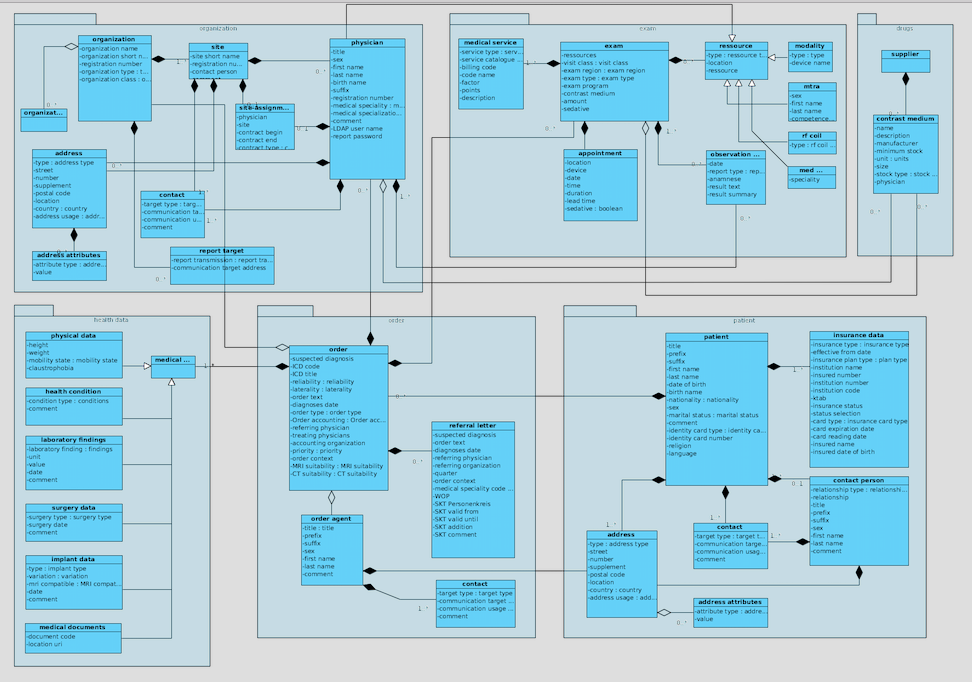 organization
organization
-organization name
-organization short n...
-registration number
-organization type : t...
-organization class : o...
site
-site short name
-registration nu...
-contact person
physician
-title
-sex
-first name
-last name
-birth name
-suffix
-registration number
-medical speciality : m...
-medical specializatio...
-comment
-LDAP user name
-report password
organizat...
site-assignm...
-physician
-site
-contract begin
-contract end
-contract type : c...
address
-type : address type
-street
-number
-supplement
-postal code
-location
-country : country
-address usage : addr...
contact
-target type : targ...
-communication ta...
-communication u...
-comment
report target
-report transmission : report tra...
-communication target address
address attributes
-attribute type : addre...
-value
exam
medical service
-service type : serv...
-service catalogue ...
-billing code
-code name
-factor
-points
-description
exam
-ressources
-visit class : visit class
-exam region : exam region
-exam type : exam type
-exam program
-contrast medium
-amount
-sedative
ressource
-type : ressource t...
-location
-ressource
modality
-type : type
-device name
mtra
-sex
-first name
-last name
-competence...
rf coil
-type : rf coil ...
med ...
-speciality
appointment
-location
-device
-date
-time
-duration
-lead time
-sedative : boolean
observation ...
-date
-report type : rep...
-anamnese
-result text
-result summary
drugs
supplier
contrast medium
-name
-description
-manufacturer
-minimum stock
-unit : units
-size
-stock type : stock ...
-physician
health data
physical data
-height
-weight
-mobility state : mobility state
-claustrophobia
medical ...
health condition
-condition type : conditions
-comment
laboratory findings
-laboratory finding : findings
-unit
-value
-date
-comment
surgery data
-surgery type : surgery type
-surgery date
-comment
implant data
-type : implant type
-variation : variation
-mri compatible : MRI compat...
-date
-comment
medical documents
-document code
-location uri
order
order
-suspected diagnosis
-ICD code
-ICD title
-reliability : reliability
-laterality : laterality
-order text
-diagnoses date
-order type : order type
-Order accounting : Order acc...
-referring physician
-treating physicians
-accounting organization
-priority : priority
-order context
-MRI suitability : MRI suitability
-CT suitability : CT suitability
referral letter
-suspected diagnosis
-order text
-diagnoses date
-referring physician
-referring organization
-quarter
-order context
-medical speciality code ...
-WOP
-SKT Personenkreis
-SKT valid from
-SKT valid until
-SKT addition
-SKT comment
order agent
-title : title
-prefix
-suffix
-sex
-first name
-last name
-comment
contact
-target type : target type
-communication target ...
-communication usage ...
-comment
patient
patient
-title
-prefix
-suffix
-first name
-last name
-date of birth
-birth name
-nationality : nationality
-sex
-marital status : marital status
-comment
-identity card type : identity ca...
-identity card number
-religion
-language
insurance data
-insurance type : insurance type
-effective from date
-insurance plan type : plan type
-institution name
-insured number
-institution number
-institution code
-ktab
-insurance status
-status selection
-card type : insurance card type
-card expiration date
-card reading date
-insured name
-insured date of birth
contact person
-relationship type : relationshi...
-relationship
-title
-prefix
-suffix
-sex
-first name
-last name
-comment
contact
-target type : target t...
-communication targe...
-communication usag...
-comment
address
-type : address type
-street
-number
-supplement
-postal code
-location
-country : country
-address usage : add...
address attributes
-attribute type : addre...
-value